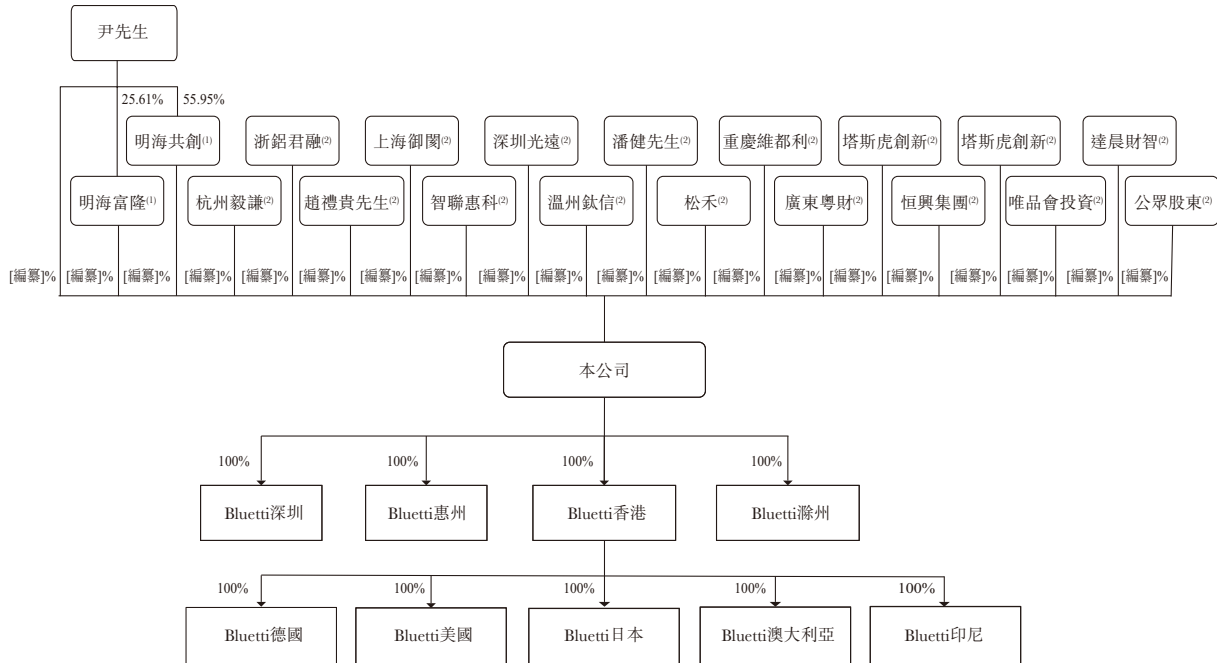 尹先生
25.61% 55.95%
明海共創(1) 浙鋁君融(2) 上海御閔(2) 深圳光遠(2) 潘健先生(2) 重慶維都利(2) 塔斯虎創新(2) 塔斯虎創新(2) 達晨財智(2)
明海富隆(1) 杭州毅謙(2) 趙禮貴先生(2) 智聯惠科(2) 溫州鈦信(2) 松禾(2) 廣東粵財(2) 恒興集團(2) 唯品會投資(2) 公眾股東(2)
[編纂]% [編纂]% [編纂]% [編纂]% [編纂]% [編纂]% [編纂]% [編纂]% [編纂]% [編纂]% [編纂]% [編纂]% [編纂]% [編纂]% [編纂]% [編纂]% [編纂]% [編纂]% [編纂]% [編纂]%
本公司
100% 100% 100% 100%
Bluetti深圳 Bluetti惠州 Bluetti香港 Bluetti滁州
100% 100% 100% 100% 100%
Bluetti德國 Bluetti美國 Bluetti日本 Bluetti澳大利亞 Bluetti印尼